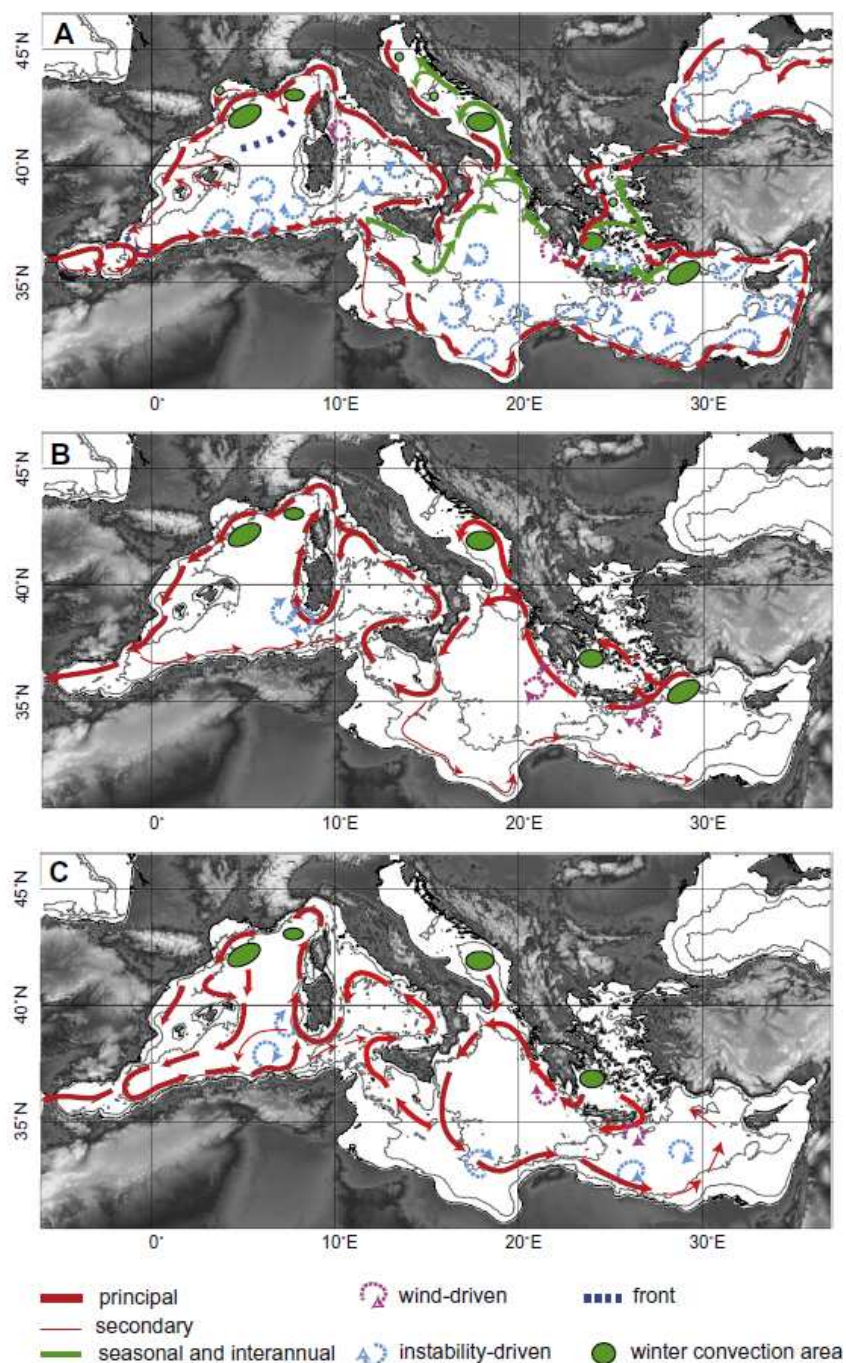 A
45°N
40°N
35°N
0° 10°E 20°E 30°E
B
45°N
40°N
35°N
0° 10°E 20°E 30°E
C
45°N
40°N
35°N
0° 10°E 20°E 30°E
principal wind-driven front
secondary
seasonal and interannual instability-driven winter convection area